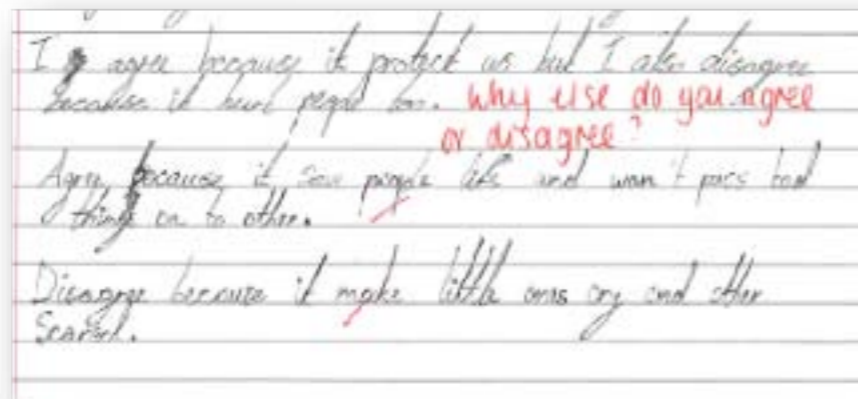 I agree because it protect us but I also disagree
because it hurt people
Why else do you agree
or disagree?
Agree because it save people life and won't pass bad
things on to other.
Disagree because it make little ones cry and other
Scared.